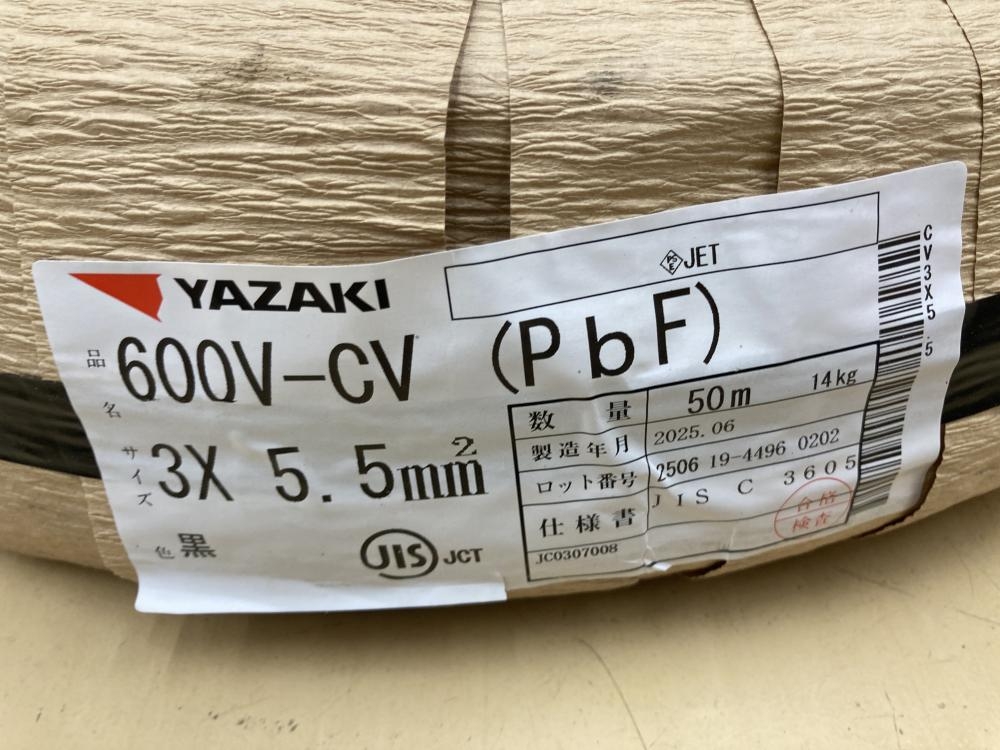 YAZAKI
PSE JET
品名 600V-CV (PbF)
サイズ 3X 5.5mm²
色 黒
JIS JCT
数量 50m 14kg
製造年月 2025.06
ロット番号 2506 19-4496 0202
仕様書 JIS C 3605
JC0307008
合格
検査
CV3X5.5